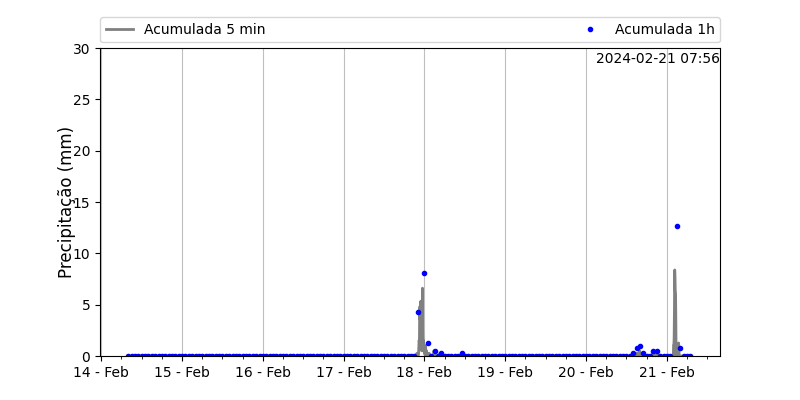 Acumulada 5 min
Acumulada 1h
2024-02-21 07:56
Precipitação (mm)
30
25
20
15
10
5
0
14 - Feb 15 - Feb 16 - Feb 17 - Feb 18 - Feb 19 - Feb 20 - Feb 21 - Feb